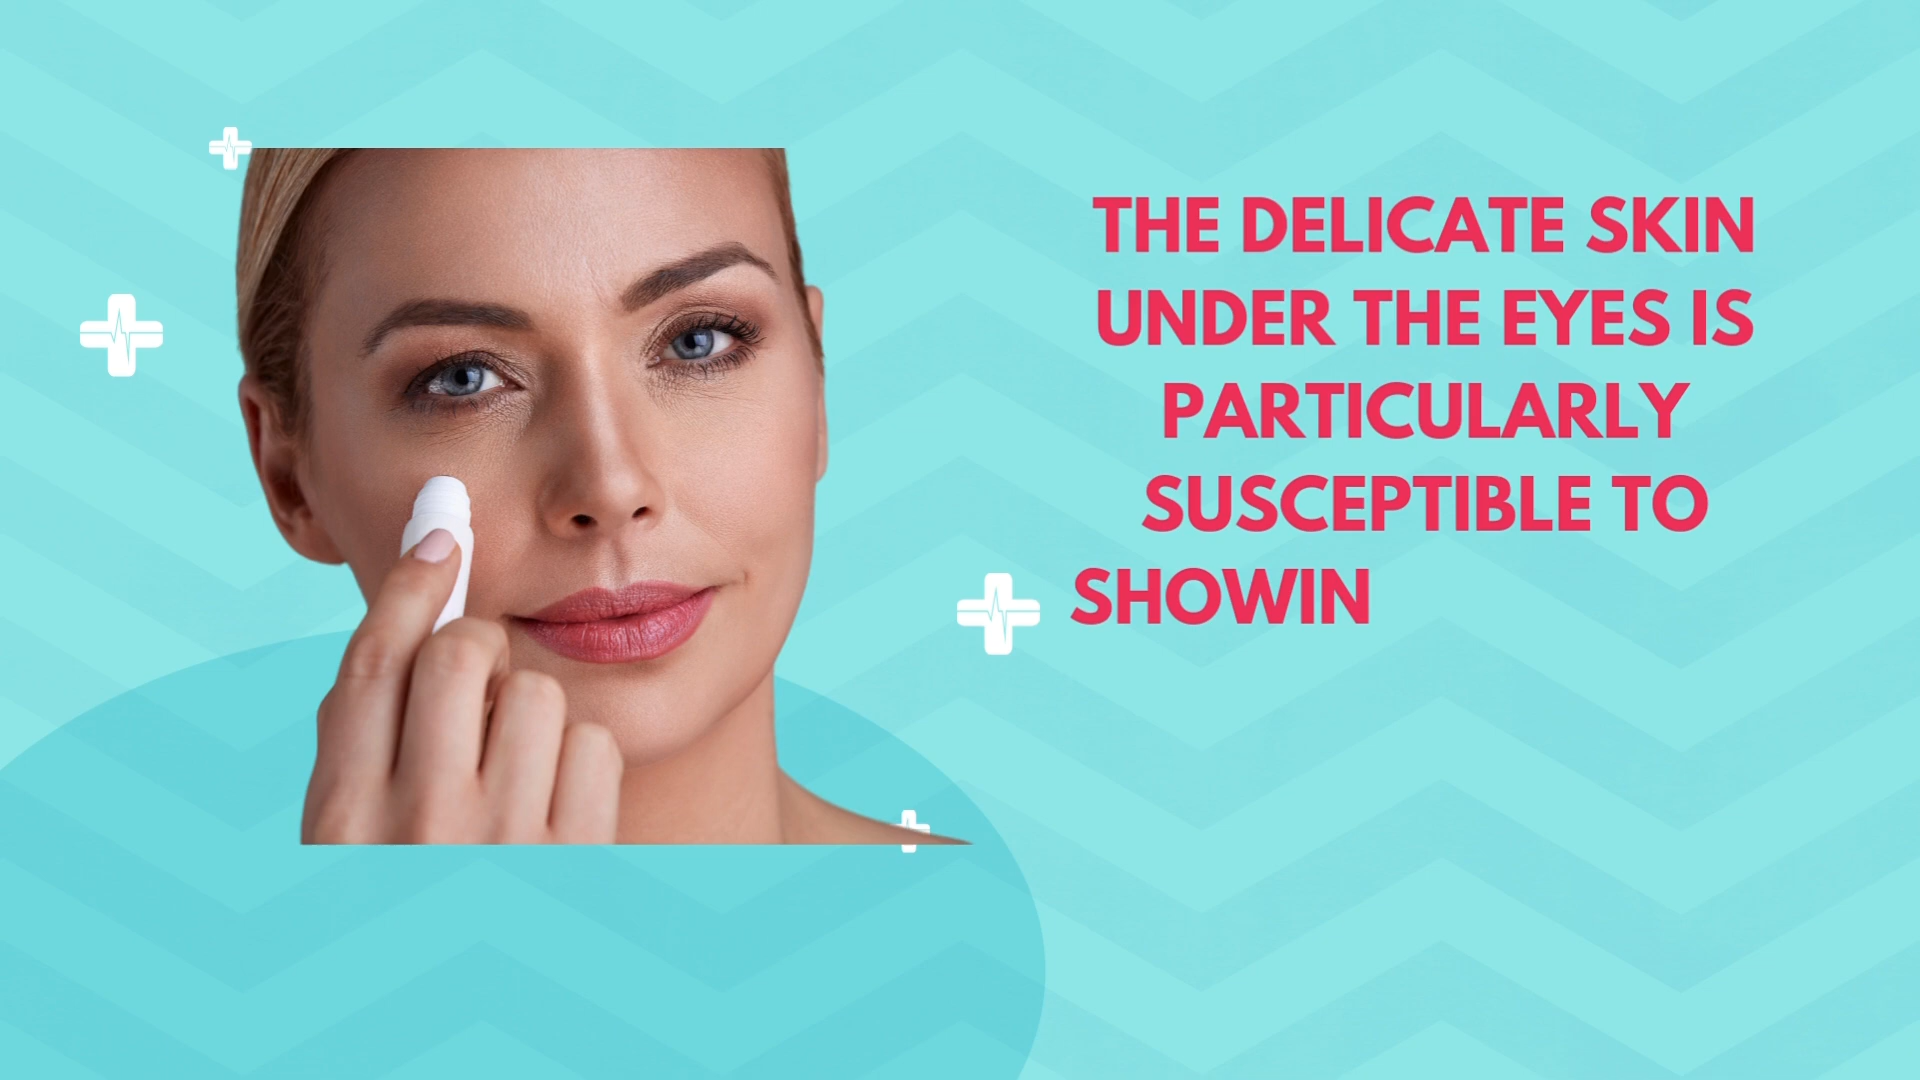 THE DELICATE SKIN
UNDER THE EYES IS
PARTICULARLY
SUSCEPTIBLE TO
SHOWIN